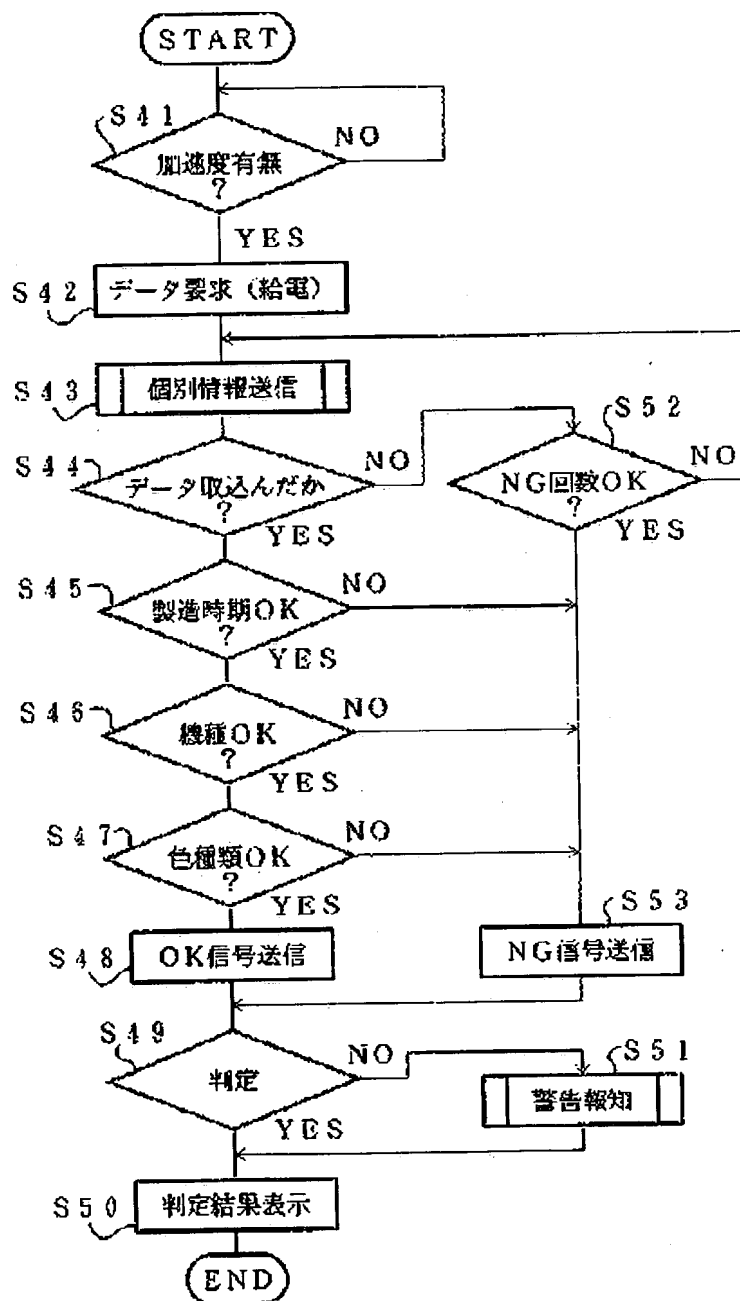 START
S41
加速度有無
?
NO
YES
S42
データ要求(給電)
S43
個別情報送信
S44
データ取込んだか
?
NO
YES
S52
NG回数OK
?
NO
YES
S45
製造時期OK
?
NO
YES
S46
機種OK
?
NO
YES
S47
色種類OK
?
NO
YES
S48
OK信号送信
S53
NG信号送信
S49
判定
NO
YES
S51
警告報知
S50
判定結果表示
END